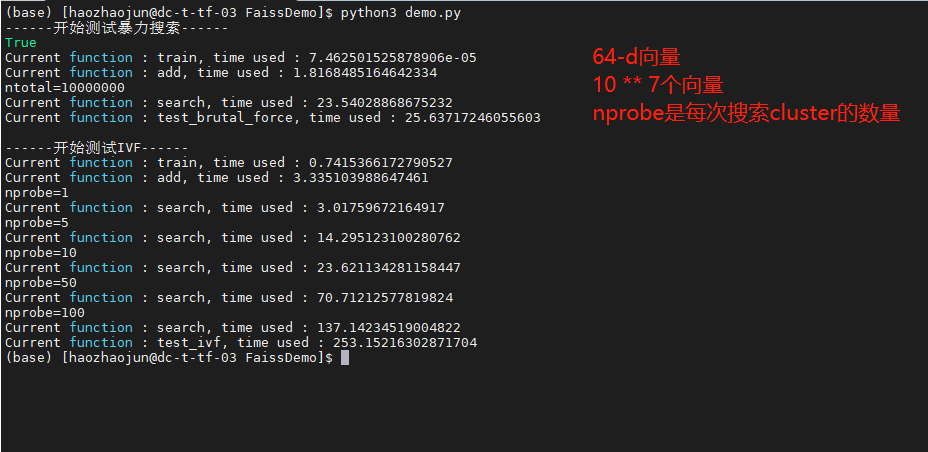 (base) [haozhaojun@dc-t-tf-03 FaissDemo]$ python3 demo.py
------开始测试暴力搜索------
True
Current function : train, time used : 7.462501525878906e-05
Current function : add, time used : 1.8168485164642334
ntotal=10000000
Current function : search, time used : 23.54028868675232
Current function : test_brutal_force, time used : 25.63717246055603
64-d向量
10 ** 7个向量
nprobe是每次搜索cluster的数量
------开始测试IVF------
Current function : train, time used : 0.7415366172790527
Current function : add, time used : 3.335103988647461
nprobe=1
Current function : search, time used : 3.01759672164917
nprobe=5
Current function : search, time used : 14.295123100280762
nprobe=10
Current function : search, time used : 23.621134281158447
nprobe=50
Current function : search, time used : 70.71212577819824
nprobe=100
Current function : search, time used : 137.14234519004822
Current function : test_ivf, time used : 253.15216302871704
(base) [haozhaojun@dc-t-tf-03 FaissDemo]$